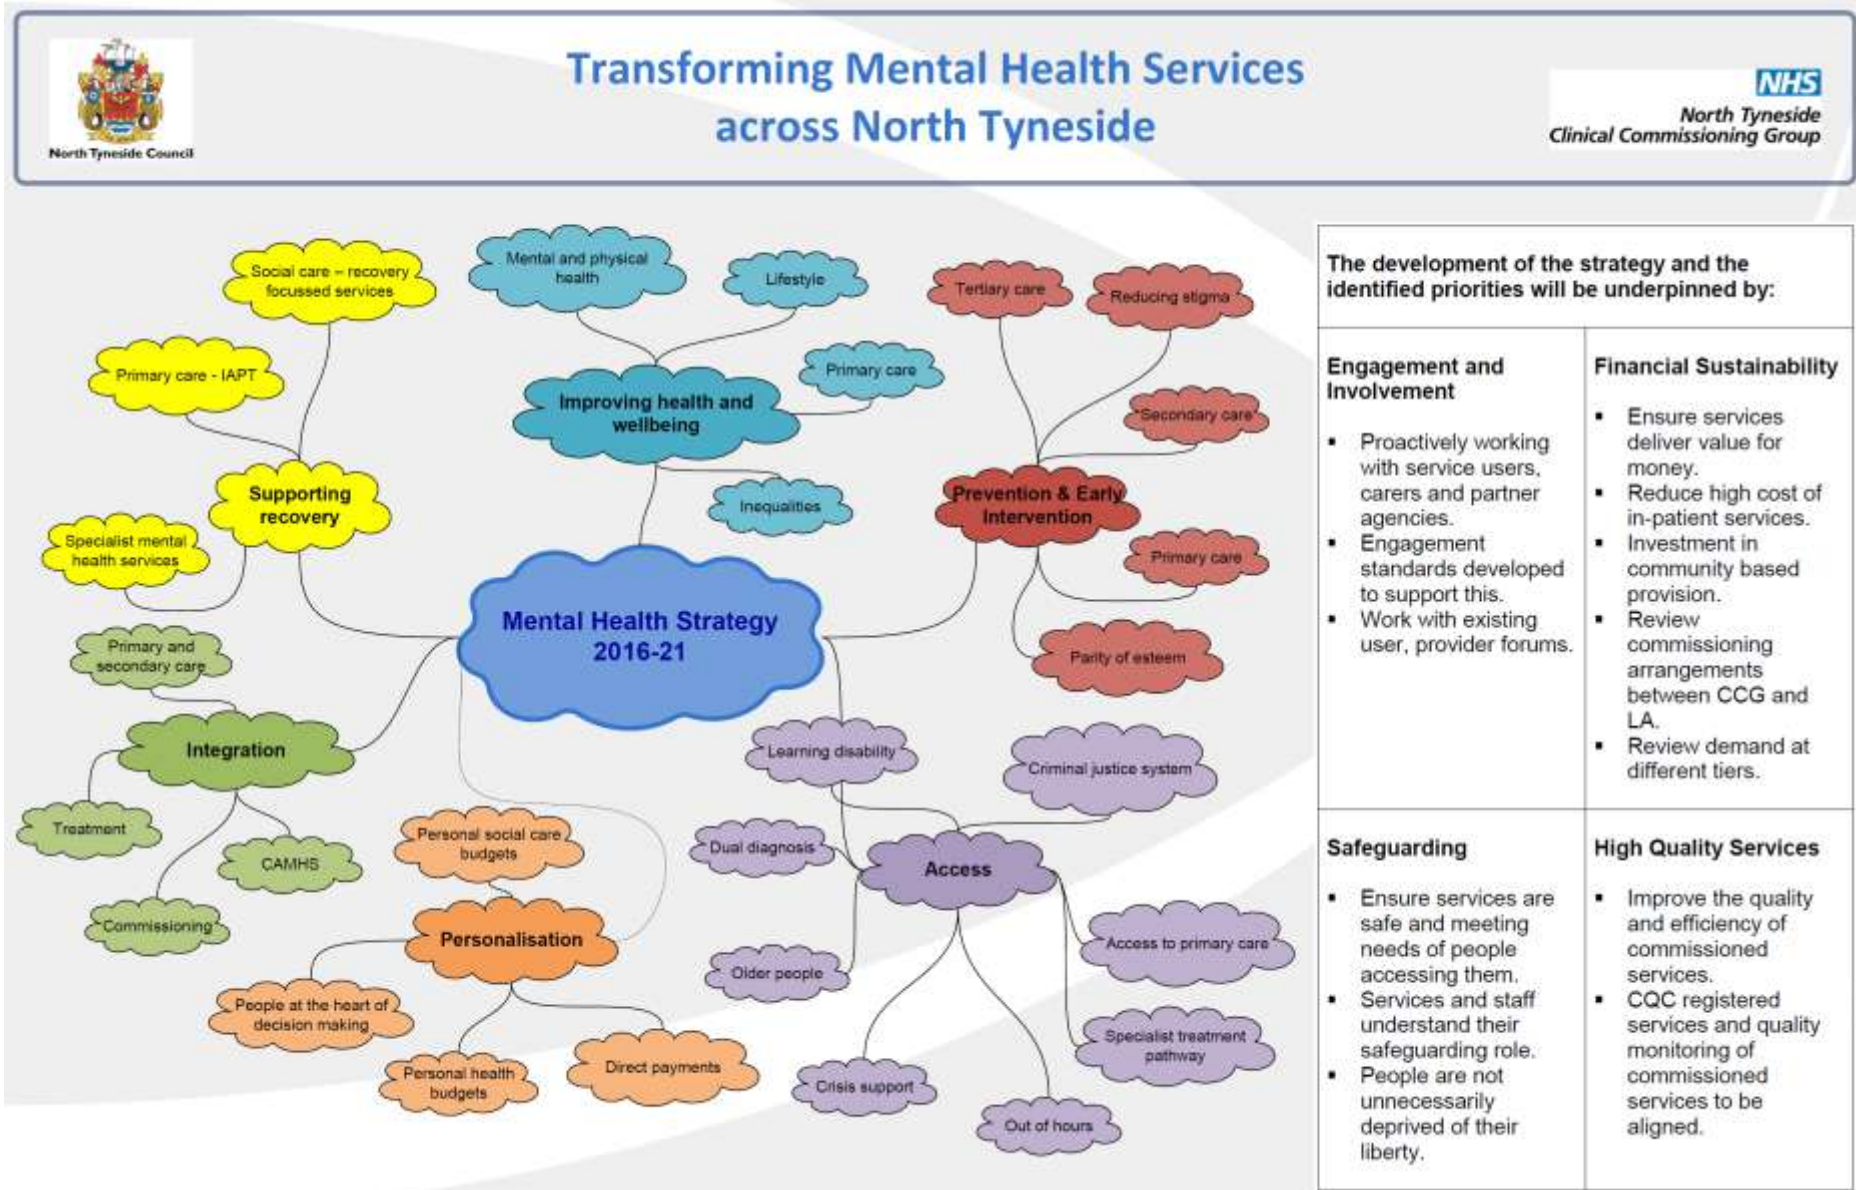 Transforming Mental Health Services
across North Tyneside
North Tyneside Council
NHS
North Tyneside
Clinical Commissioning Group
Social care – recovery
focussed services
Primary care - IAPT
Supporting
recovery
Specialist mental
health services
Mental and physical
health
Lifestyle
Primary care
Improving health and
wellbeing
Inequalities
Tertiary care
Reducing stigma
Secondary care
Prevention & Early
Intervention
Primary care
Parity of esteem
Mental Health Strategy
2016-21
Primary and
secondary care
Integration
Treatment
CAMHS
Commissioning
Personal social care
budgets
Personalisation
People at the heart of
decision making
Personal health
budgets
Direct payments
Learning disability
Criminal justice system
Dual diagnosis
Access
Older people
Access to primary care
Specialist treatment
pathway
Crisis support
Out of hours
The development of the strategy and the
identified priorities will be underpinned by:
Engagement and
Involvement
▪ Proactively working
with service users,
carers and partner
agencies.
▪ Engagement
standards developed
to support this.
▪ Work with existing
user, provider forums.
Financial Sustainability
▪ Ensure services
deliver value for
money.
▪ Reduce high cost of
in-patient services.
▪ Investment in
community based
provision.
▪ Review
commissioning
arrangements
between CCG and
LA.
▪ Review demand at
different tiers.
Safeguarding
▪ Ensure services are
safe and meeting
needs of people
accessing them.
▪ Services and staff
understand their
safeguarding role.
▪ People are not
unnecessarily
deprived of their
liberty.
High Quality Services
▪ Improve the quality
and efficiency of
commissioned
services.
▪ CQC registered
services and quality
monitoring of
commissioned
services to be
aligned.